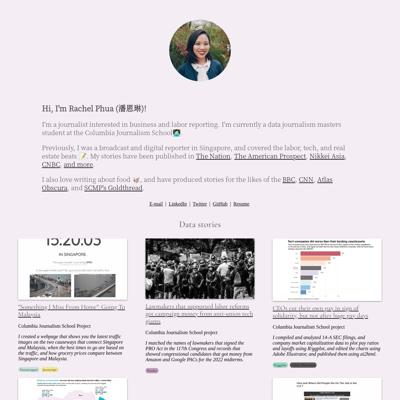 Hi, I'm Rachel Phua (潘恩琳)!
I'm a journalist interested in business and labor reporting. I'm currently a data journalism masters
student at the Columbia Journalism School
Previously, I was a broadcast and digital reporter in Singapore, and covered the labor, tech, and real
estate beats 📝. My stories have been published in The Nation, The American Prospect, Nikkei Asia,
CNBC, and more.
I also love writing about food 🥡, and have produced stories for the likes of the BBC, CNN, Atlas
Obscura, and SCMP's Goldthread.
E-mail | LinkedIn | Twitter | GitHub | Resume
Data stories
15:20:03
IN SINGAPORE.
"Something I Miss From Home": Going To
Malaysia
Columbia Journalism School Project
I created a webpage that shows you the latest traffic
images on the two causeways that connect Singapore
and Malaysia, when the best times to go are based on
the traffic, and how grocery prices compare between
Singapore and Malaysia.
Lawmakers that supported labor reforms
got campaign money from anti-union tech
giants
Columbia Journalism School project
I matched the names of lawmakers that signed the
PRO Act in the 117th Congress and records that
showed congressional candidates that got money from
Amazon and Google PACs for the 2022 midterms.
Tech companies did worse than their lending counterparts
CEOs cut their own pay in sign of
solidarity, but not after huge pay days
Columbia Journalism School project
I compiled and analyzed 14-A SEC filings, and
company market capitalization data to plot pay ratios
using R/ggplot, and edited the charts using
Adobe Illustrator, and published them using ai2html.